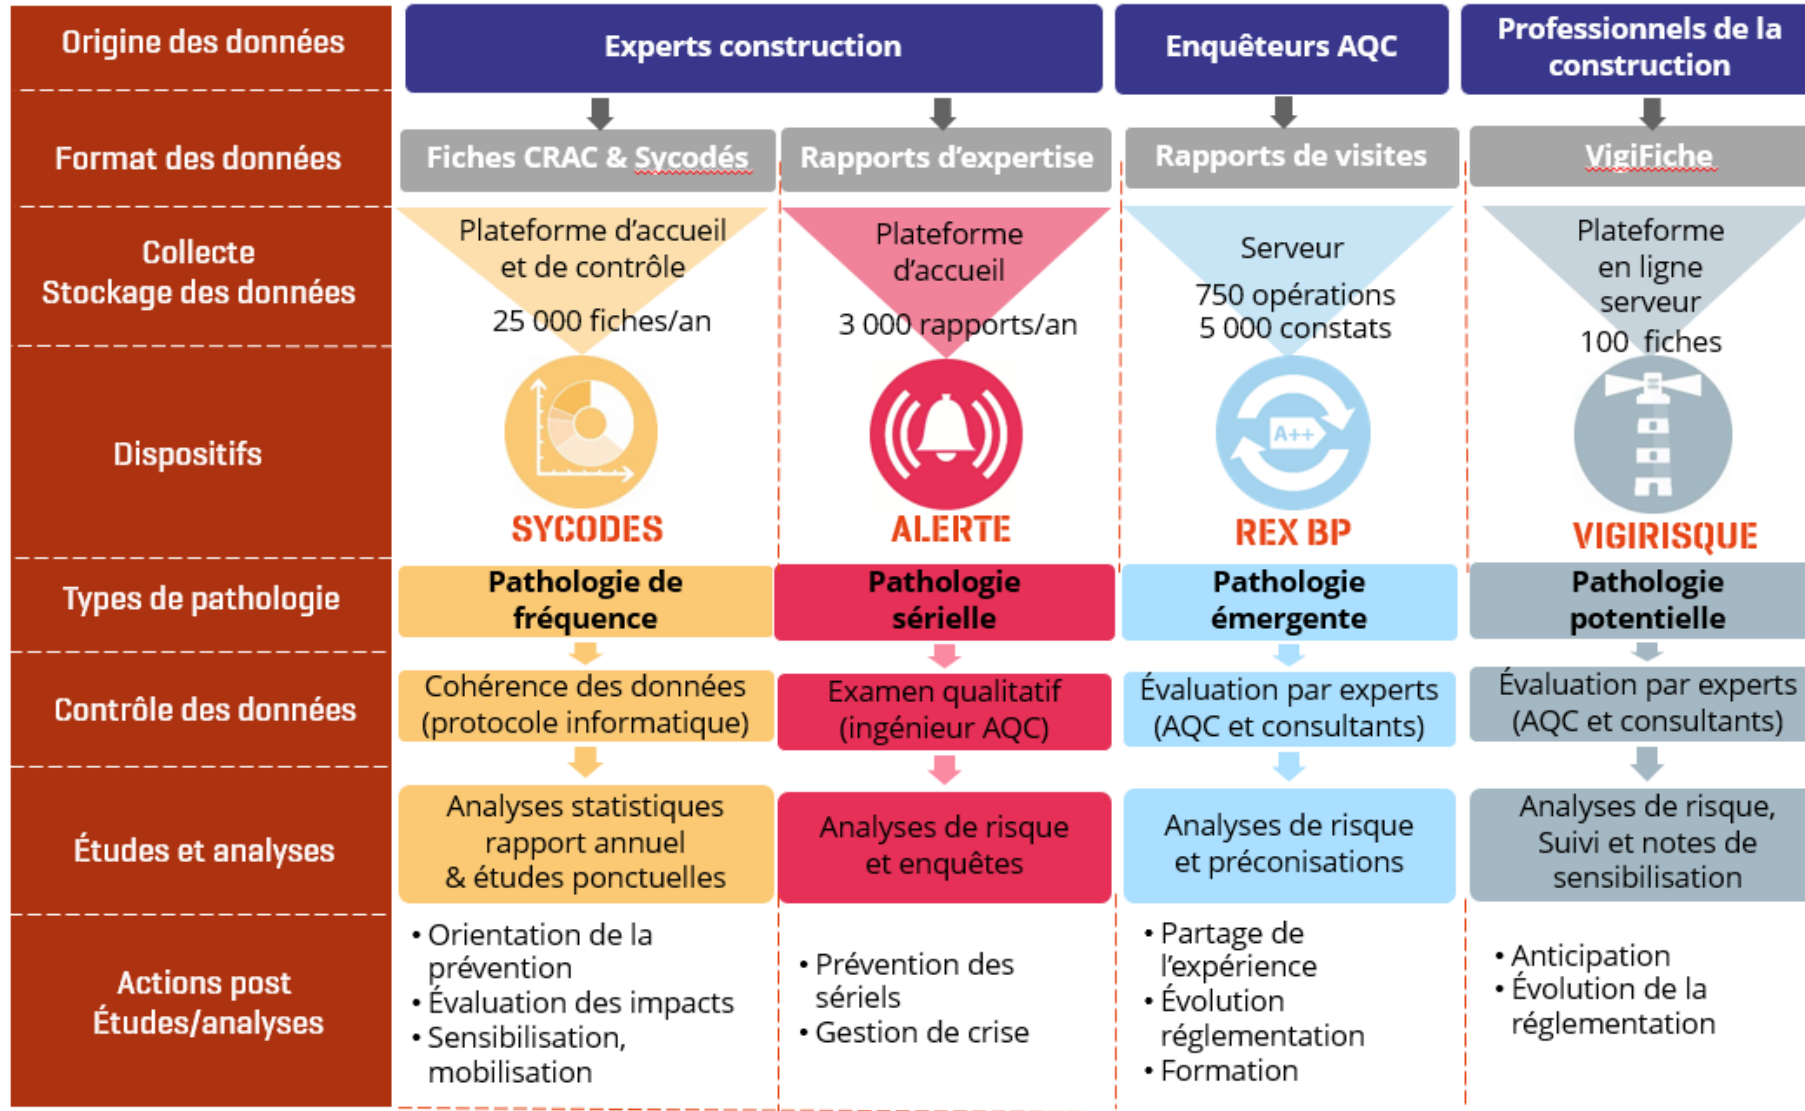 Origine des données
Experts construction
Enquêteurs AQC
Professionnels de la
construction
Format des données
Fiches CRAC & Sycodés
Rapports d'expertise
Rapports de visites
VigiFiche
Collecte
Stockage des données
Plateforme d'accueil
et de contrôle
25 000 fiches/an
Plateforme
d'accueil
3 000 rapports/an
Serveur
750 opérations
5 000 constats
Plateforme
en ligne
serveur
100 fiches
Dispositifs
SYCODES
ALERTE
A++
REX BP
VIGIRISQUE
Types de pathologie
Pathologie de
fréquence
Pathologie
sérielle
Pathologie
émergente
Pathologie
potentielle
Contrôle des données
Cohérence des données
(protocole informatique)
Examen qualitatif
(ingénieur AQC)
Évaluation par experts
(AQC et consultants)
Évaluation par experts
(AQC et consultants)
Études et analyses
Analyses statistiques
rapport annuel
& études ponctuelles
Analyses de risque
et enquêtes
Analyses de risque
et préconisations
Analyses de risque,
Suivi et notes de
sensibilisation
Actions post
Études/analyses
• Orientation de la
prévention
• Évaluation des impacts
• Sensibilisation,
mobilisation
• Prévention des
sériels
• Gestion de crise
• Partage de
l'expérience
• Évolution
réglementation
• Formation
• Anticipation
• Évolution de la
réglementation